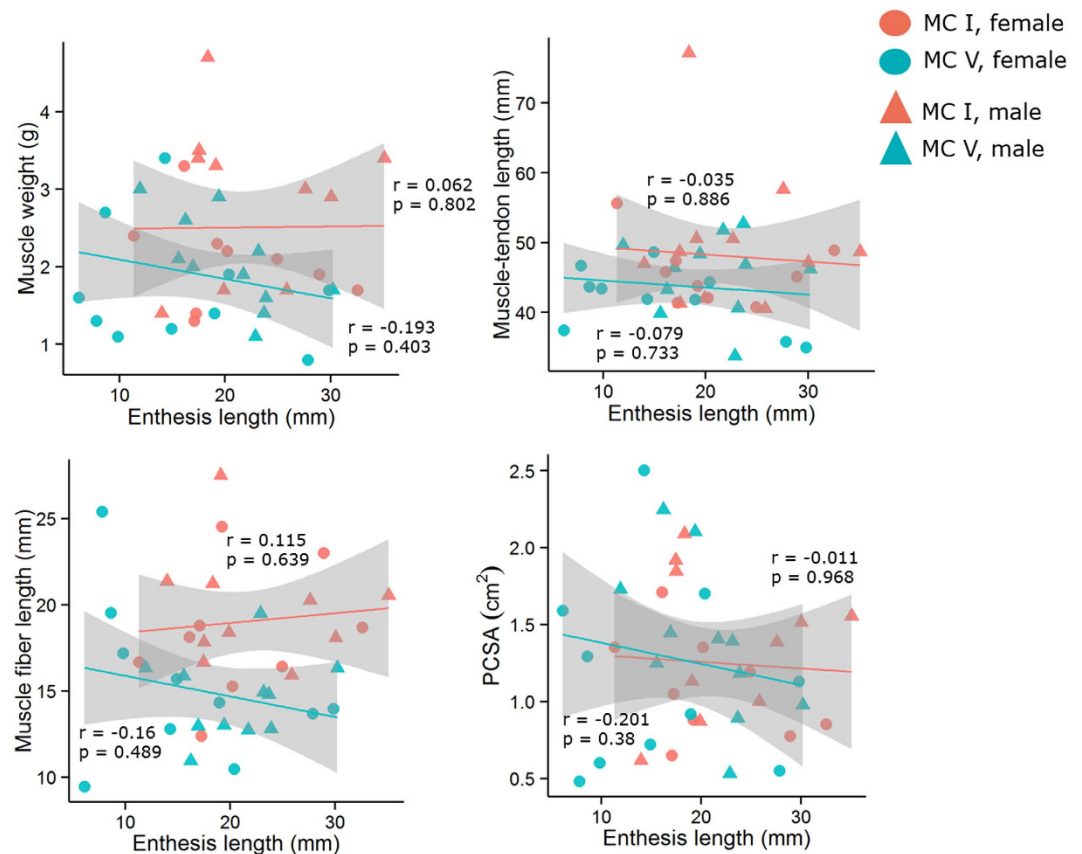 MC I, female
MC V, female
MC I, male
MC V, male
Muscle weight (g)
4
3
2
1
r = 0.062
p = 0.802
r = -0.193
p = 0.403
10 20 30
Enthesis length (mm)
Muscle-tendon length (mm)
70
60
50
40
r = -0.035
p = 0.886
r = -0.079
p = 0.733
10 20 30
Enthesis length (mm)
Muscle fiber length (mm)
25
20
15
10
r = 0.115
p = 0.639
r = -0.16
p = 0.489
10 20 30
Enthesis length (mm)
PCSA (cm²)
2.5
2.0
1.5
1.0
0.5
r = -0.011
p = 0.968
r = -0.201
p = 0.38
10 20 30
Enthesis length (mm)